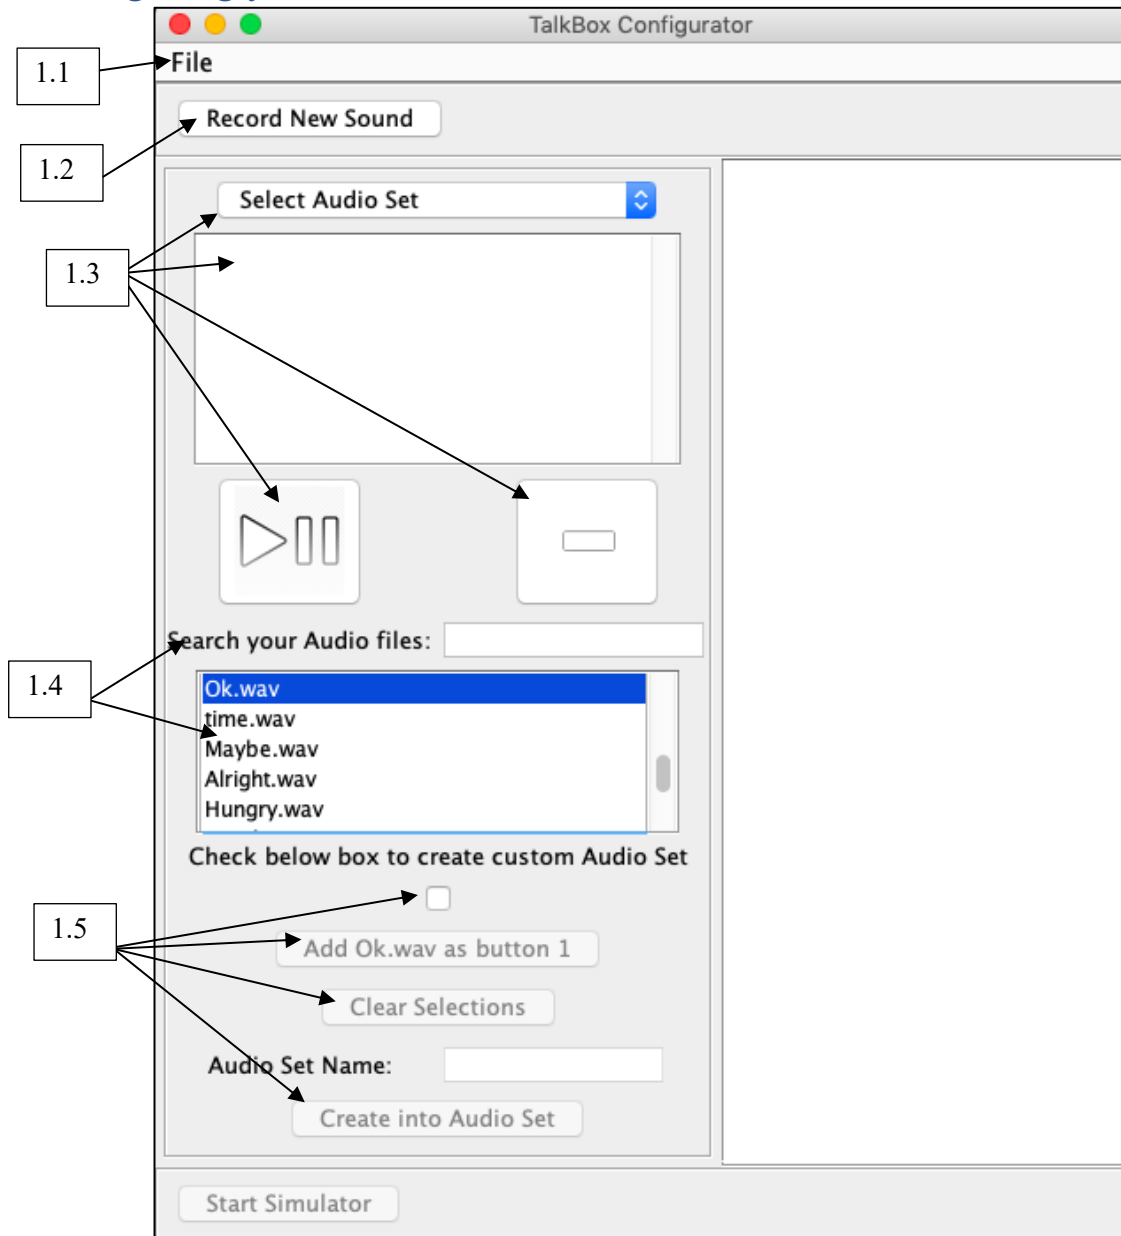 TalkBox Configurator
1.1
File
Record New Sound
1.2
Select Audio Set
1.3
Search your Audio files:
1.4
Ok.wav
time.wav
Maybe.wav
Alright.wav
Hungry.wav
Check below box to create custom Audio Set
1.5
Add Ok.wav as button 1
Clear Selections
Audio Set Name:
Create into Audio Set
Start Simulator